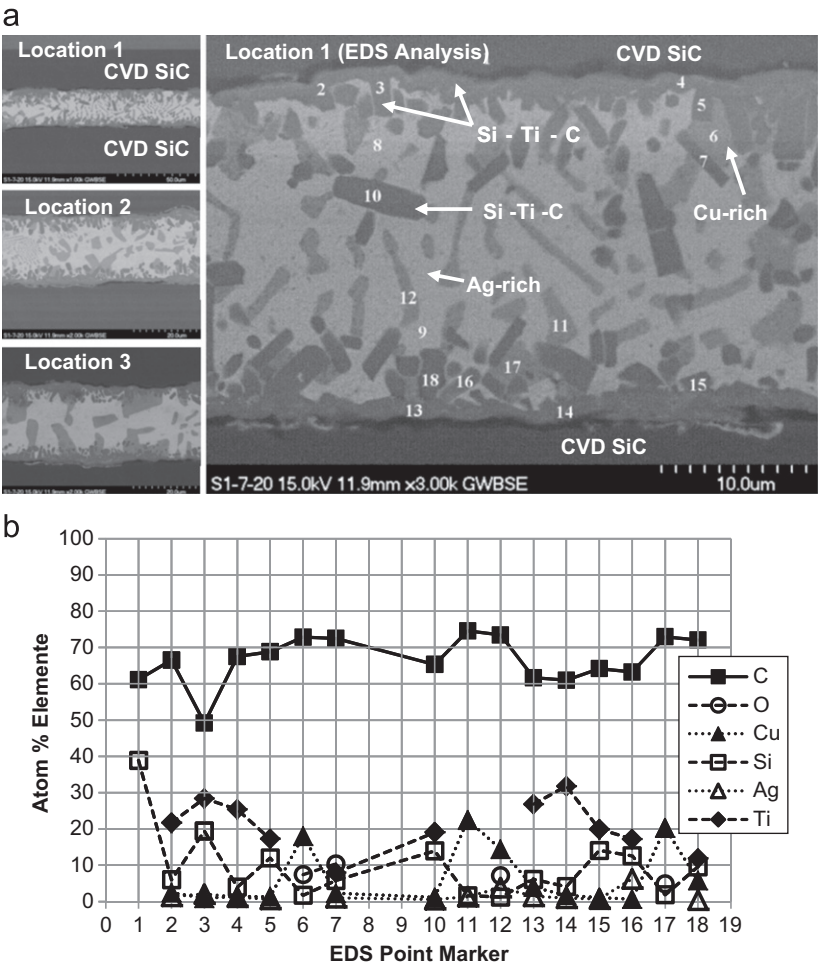 a
Location 1
CVD SiC
CVD SiC
Location 2
Location 3
Location 1 (EDS Analysis)
CVD SiC
2
3
4
5
Si - Ti - C
6
8
7
10
Si -Ti -C
Cu-rich
Ag-rich
12
11
9
17
18
16
15
13
14
CVD SiC
S1-7-20 15.0kV 11.9mm x3.00k GWBSE
10.0um
b
100
90
80
70
60
50
40
30
20
10
0
Atom % Elemente
C
O
Cu
Si
Ag
Ti
0 1 2 3 4 5 6 7 8 9 10 11 12 13 14 15 16 17 18 19
EDS Point Marker